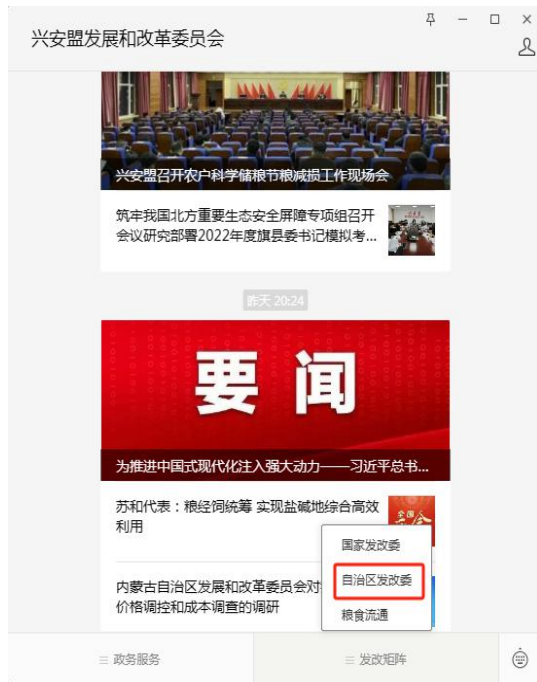 兴安盟发展和改革委员会
兴安盟召开农户科学储粮节粮减损工作现场会
筑牢我国北方重要生态安全屏障专项组召开
会议研究部署2022年度旗县委书记模拟考...
昨天 20:24
要闻
为推进中国式现代化注入强大动力——习近平总书...
苏和代表：粮经饲统筹 实现盐碱地综合高效
利用
内蒙古自治区发展和改革委员会对
价格调控和成本调查的调研
国家发改委
自治区发改委
粮食流通
政务服务
发改矩阵